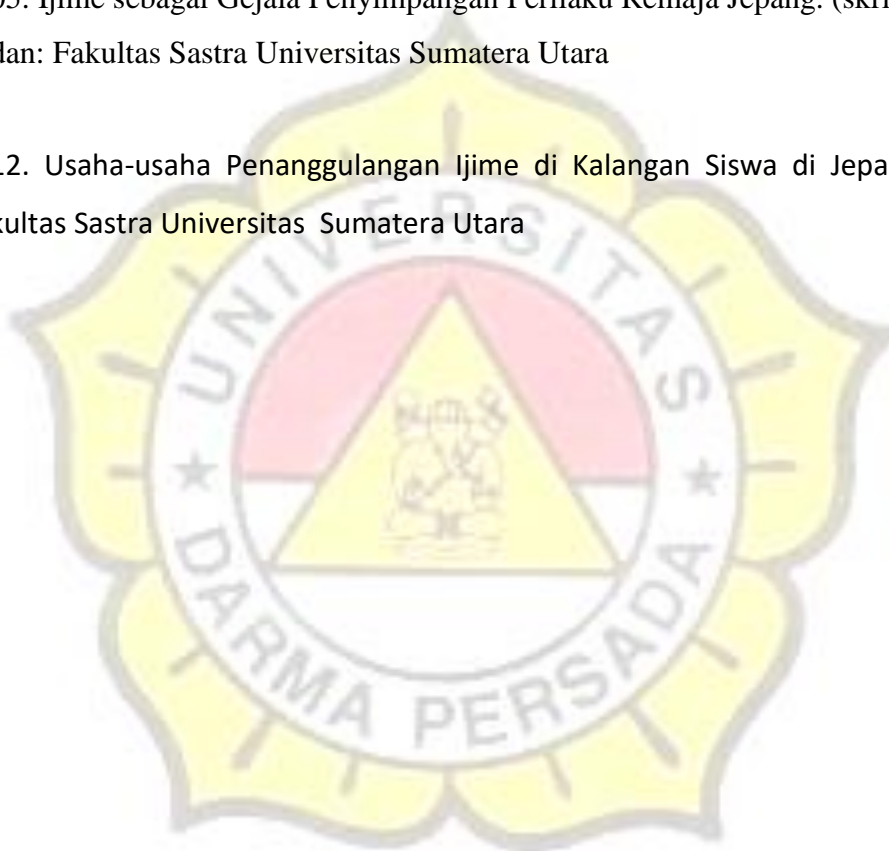 05. Ijime sebagai Gejala Penyimpangan Perilaku Remaja Jepang. (skri
dan: Fakultas Sastra Universitas Sumatera Utara
12. Usaha-usaha Penanggulangan Ijime di Kalangan Siswa di Jepa
kultas Sastra Universitas Sumatera Utara
UNIVERSITAS
DARMA PERSADA